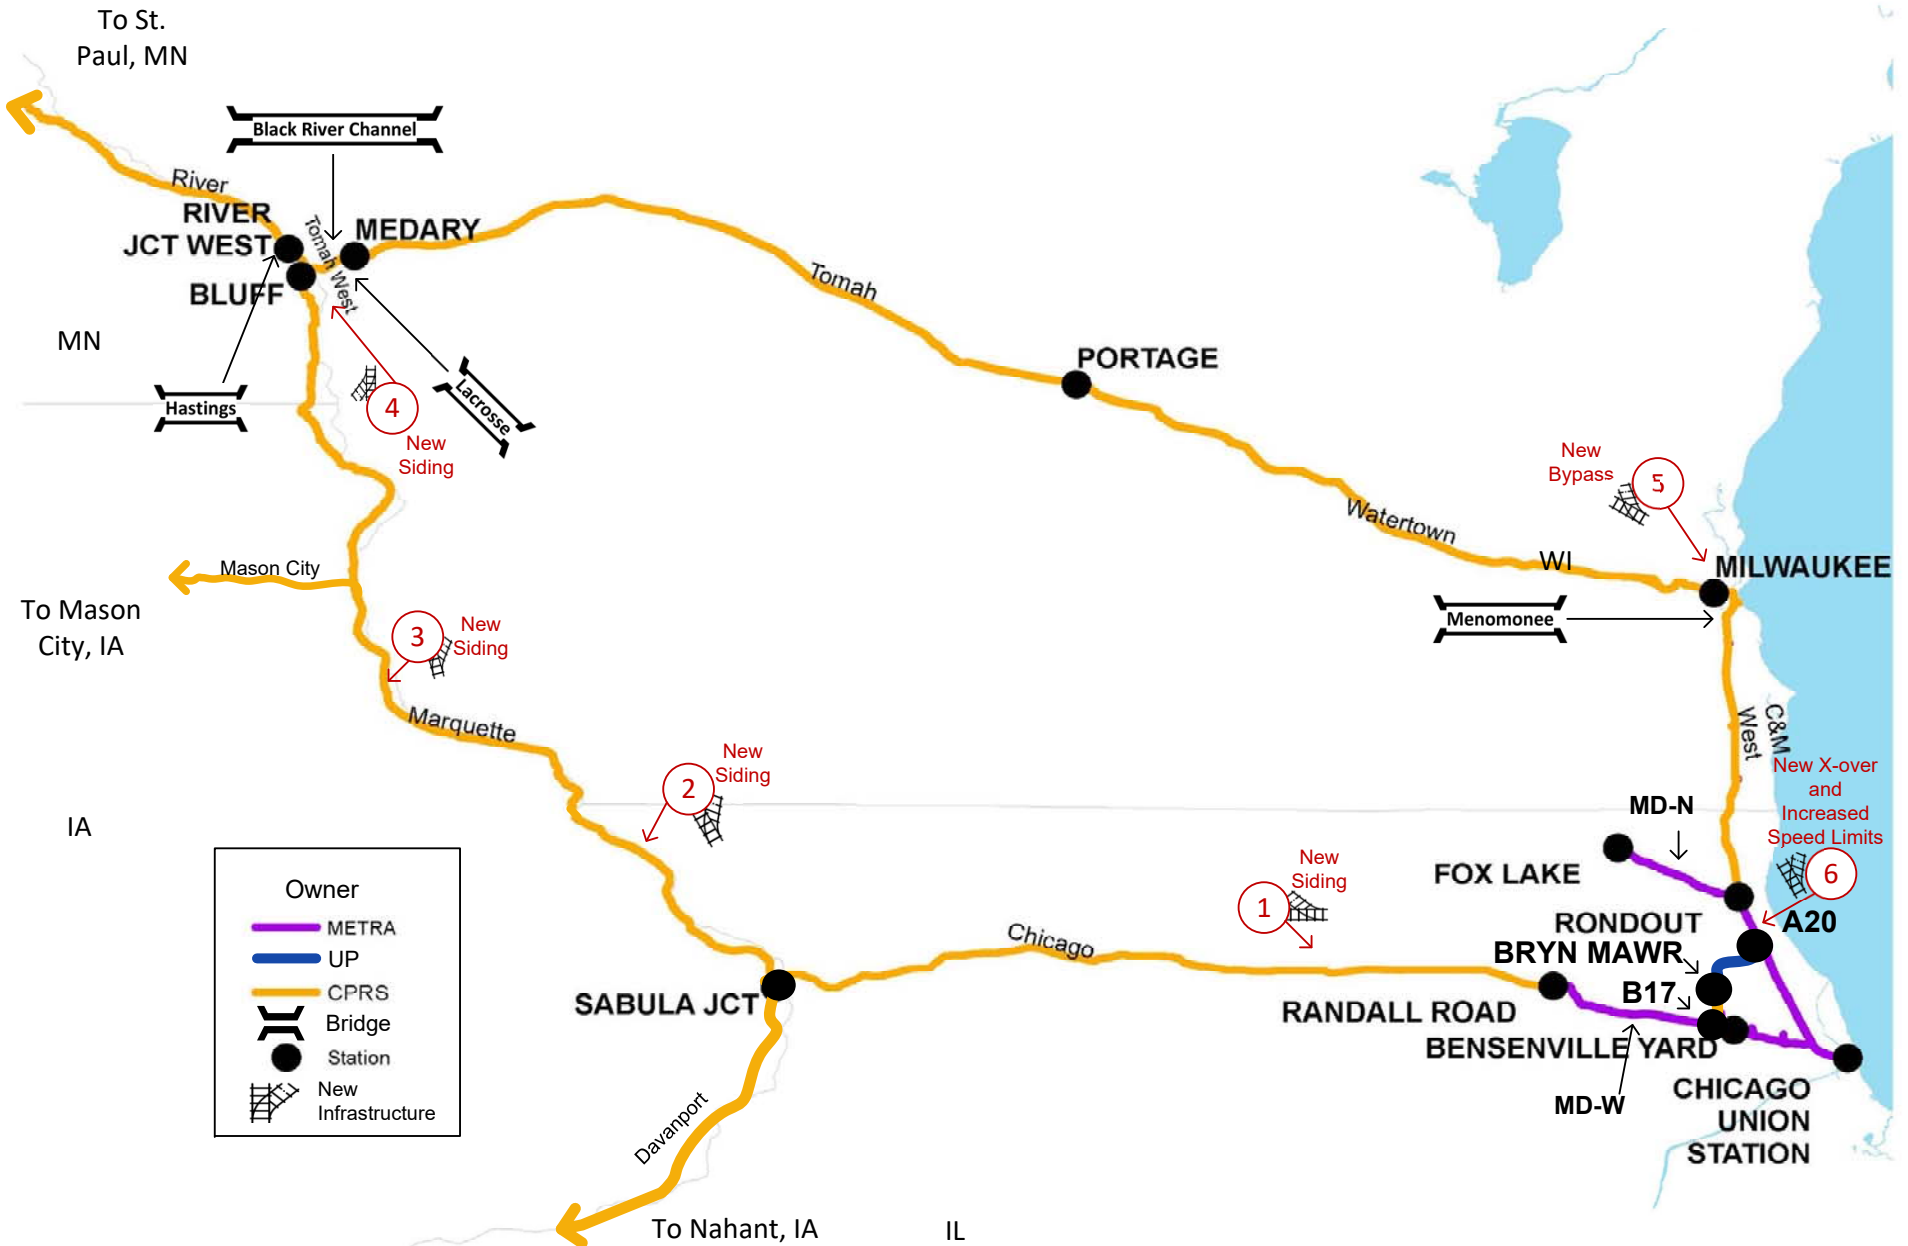 To St.
Paul, MN
Black River Channel
River
RIVER
JCT WEST
MEDARY
Tomah West
BLUFF
Tomah
MN
Hastings
Lacrosse
4
New
Siding
PORTAGE
New
Bypass
5
Watertown
WI
MILWAUKEE
Menomonee
Mason City
To Mason
City, IA
3
New
Siding
Marquette
C&M
West
2
New
Siding
New X-over
and
Increased
Speed Limits
6
MD-N
IA
FOX LAKE
A20
RONDOUT
BRYN MAWR
B17
1
New
Siding
Chicago
SABULA JCT
RANDALL ROAD
BENSENVILLE YARD
MD-W
CHICAGO
UNION
STATION
Owner
METRA
UP
CPRS
Bridge
Station
New
Infrastructure
Davanport
To Nahant, IA
IL